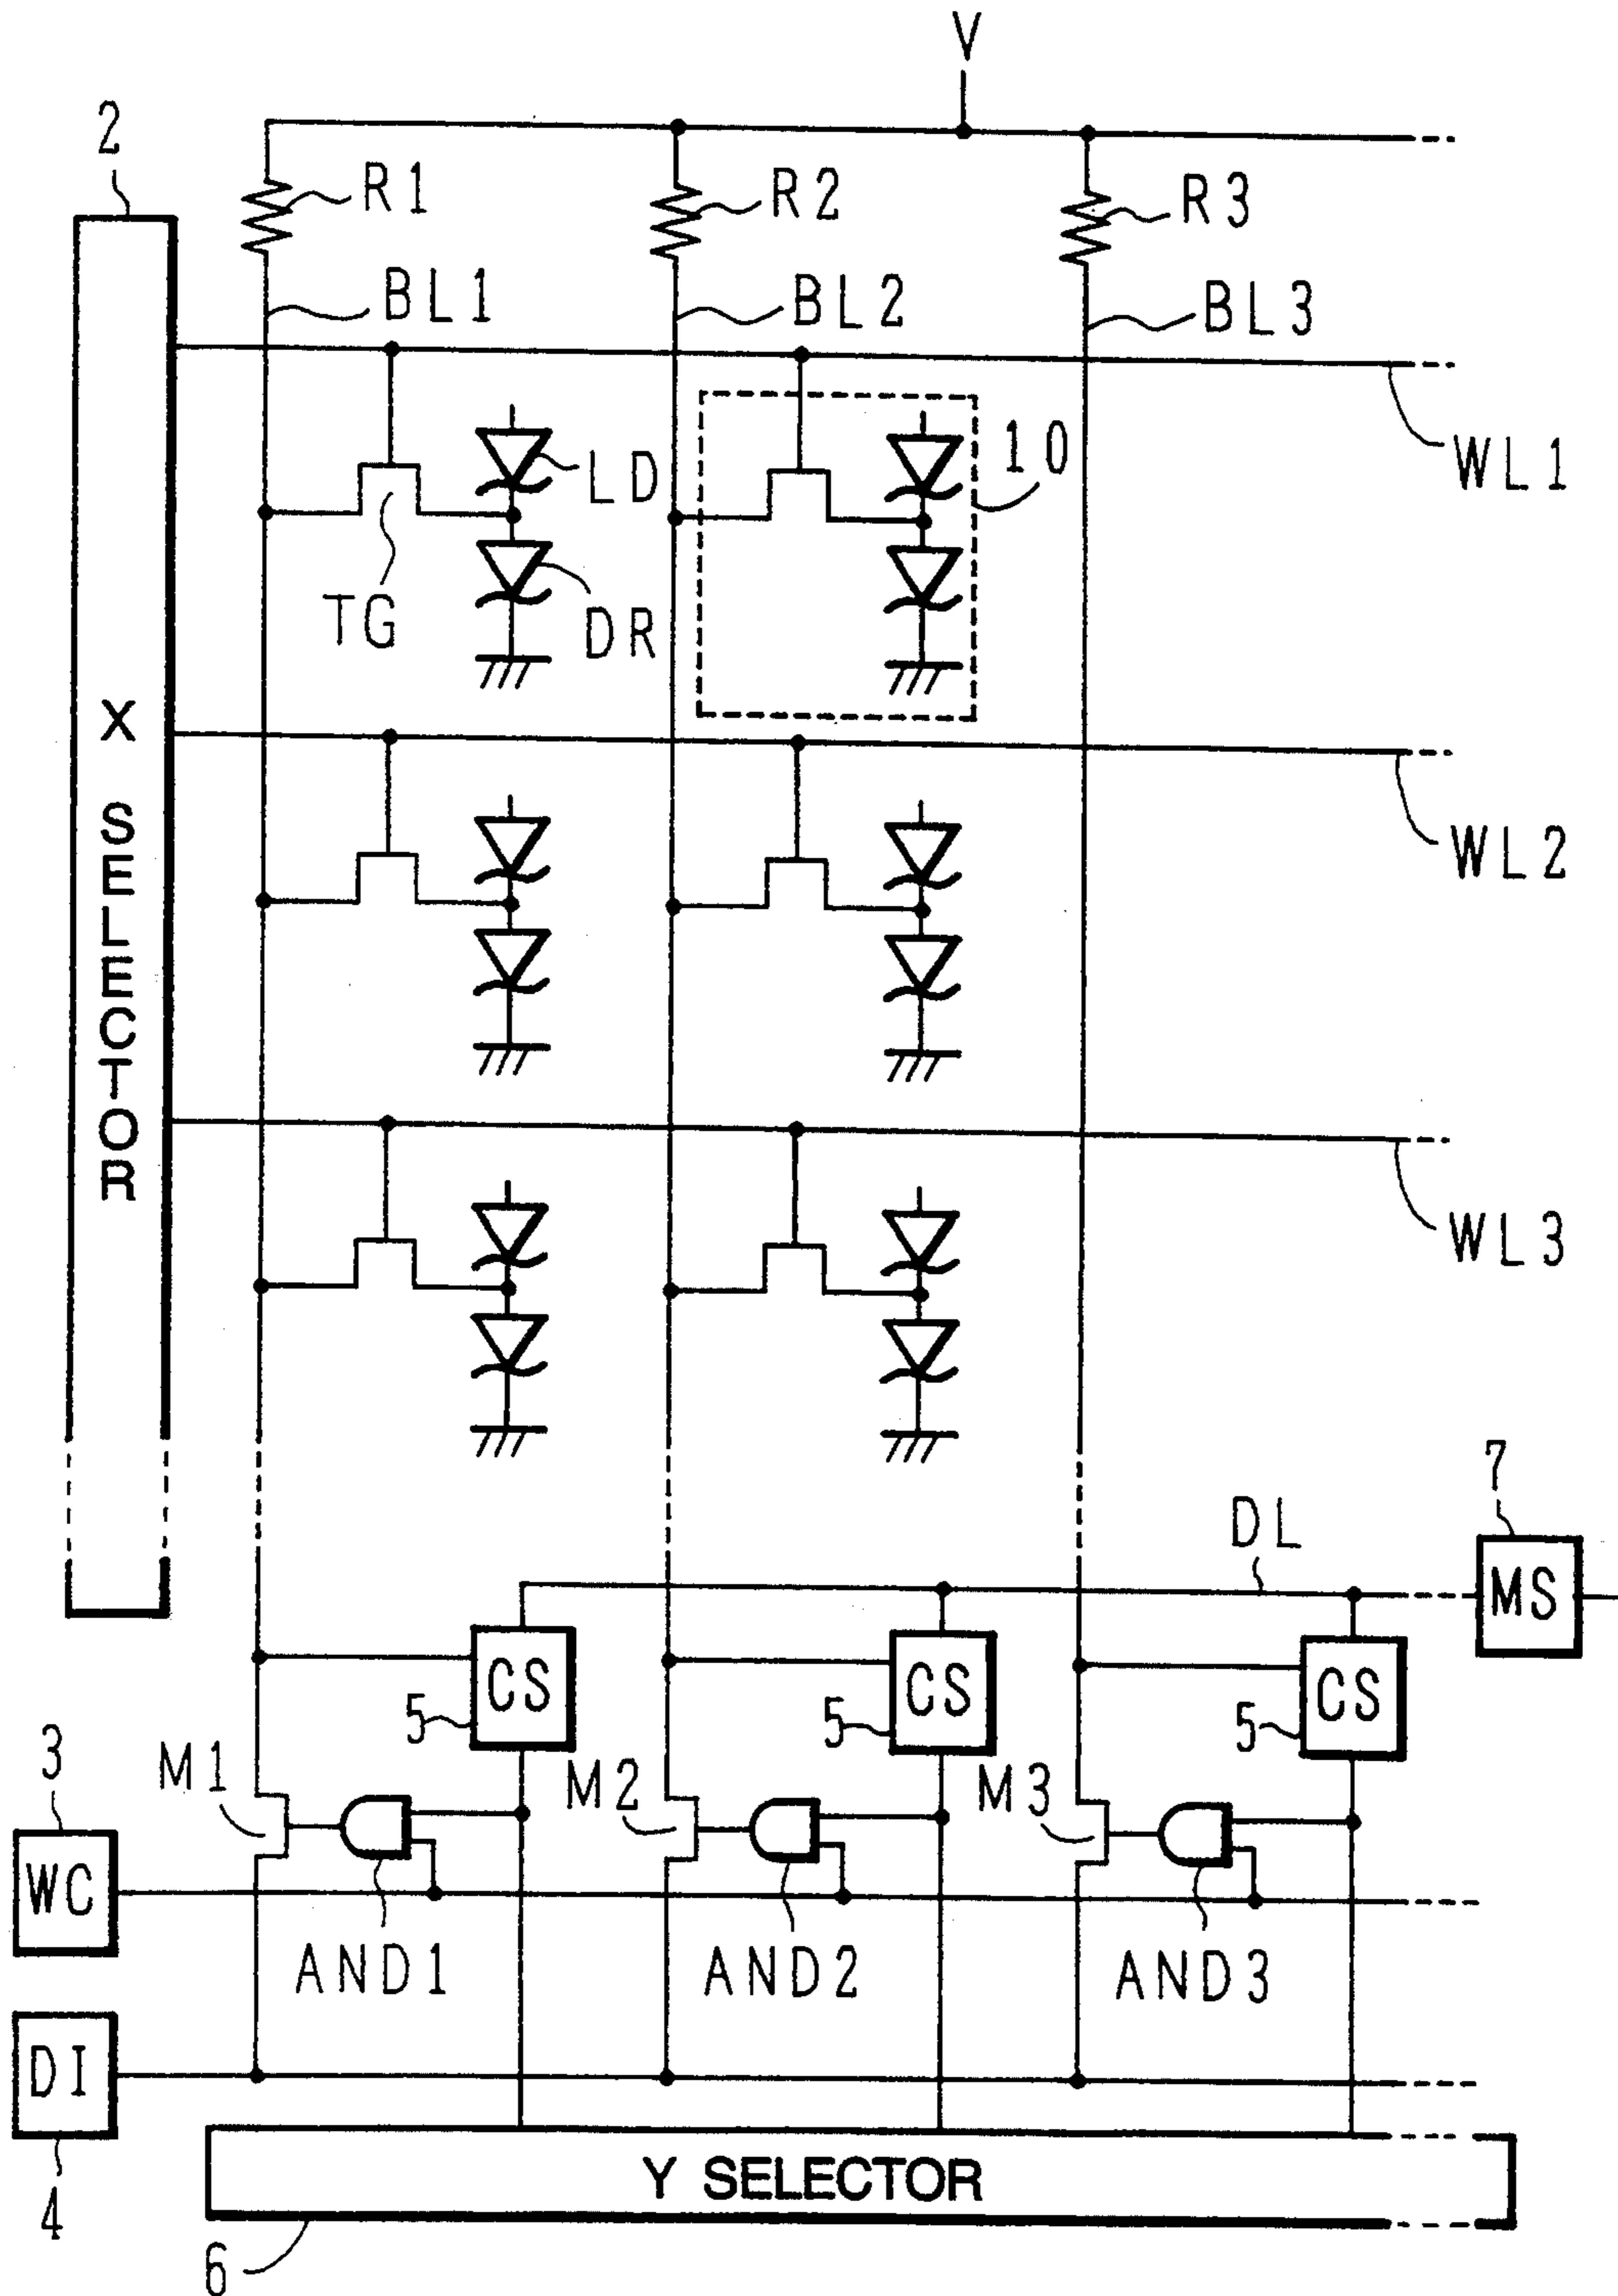 V
2
R1
R2
R3
BL1
BL2
BL3
WL1
LD
10
TG
DR
X SELECTOR
WL2
WL3
7
DL
MS
CS
CS
CS
5
5
5
3
M1
M2
M3
WC
AND1
AND2
AND3
DI
4
Y SELECTOR
6